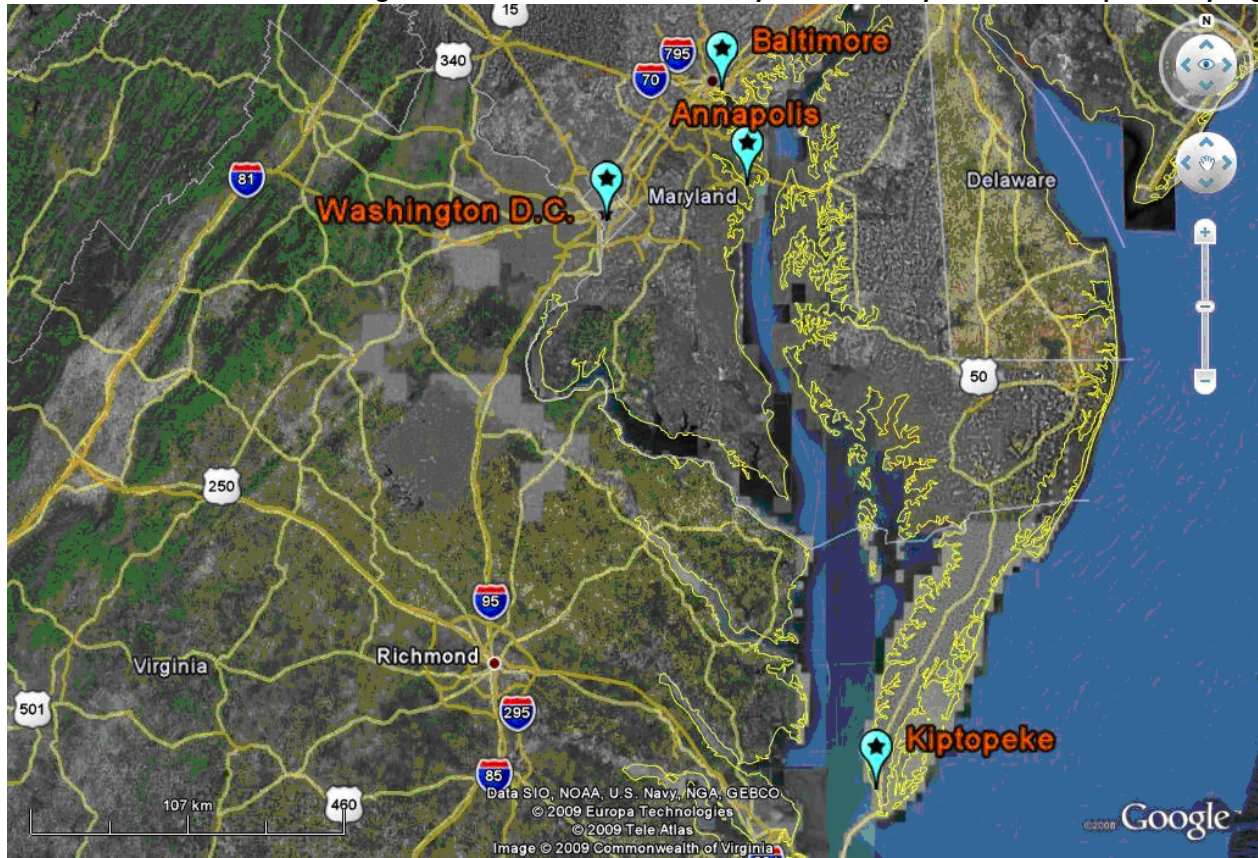 15
Baltimore
795
340
70
N
Annapolis
81
Maryland
Delaware
Washington D.C.
50
250
95
Richmond
Virginia
501
295
Kiptopeke
85
107 km
460
Data SIO, NOAA, U.S. Navy, NGA, GEBCO
© 2009 Europa Technologies
© 2009 Tele Atlas
Image © 2009 Commonwealth of Virginia
©2008 Google